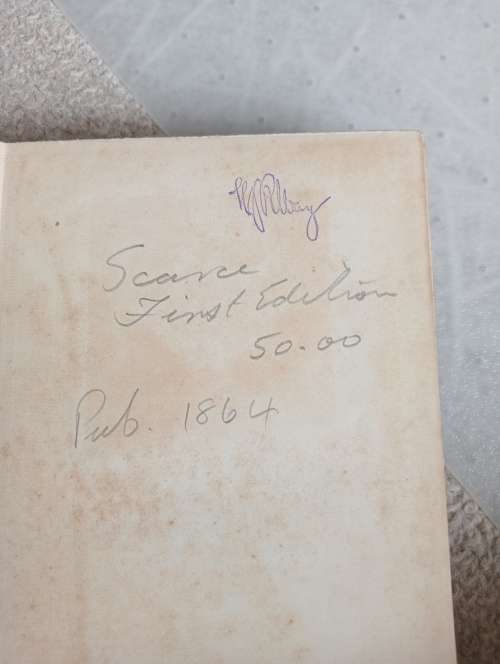 Scarce
First Edition
50.00
Pub. 1864